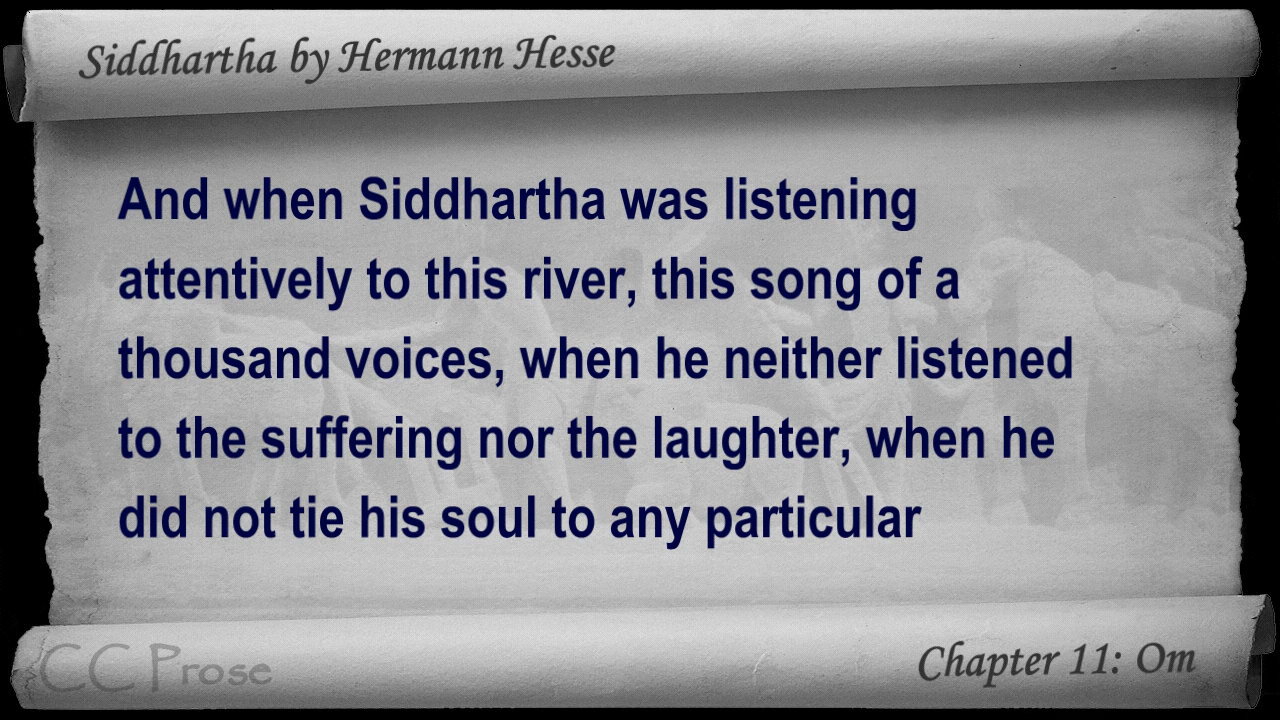 Siddhartha by Hermann Hesse
And when Siddhartha was listening
attentively to this river, this song of a
thousand voices, when he neither listened
to the suffering nor the laughter, when he
did not tie his soul to any particular
CC Prose
Chapter 11: Om